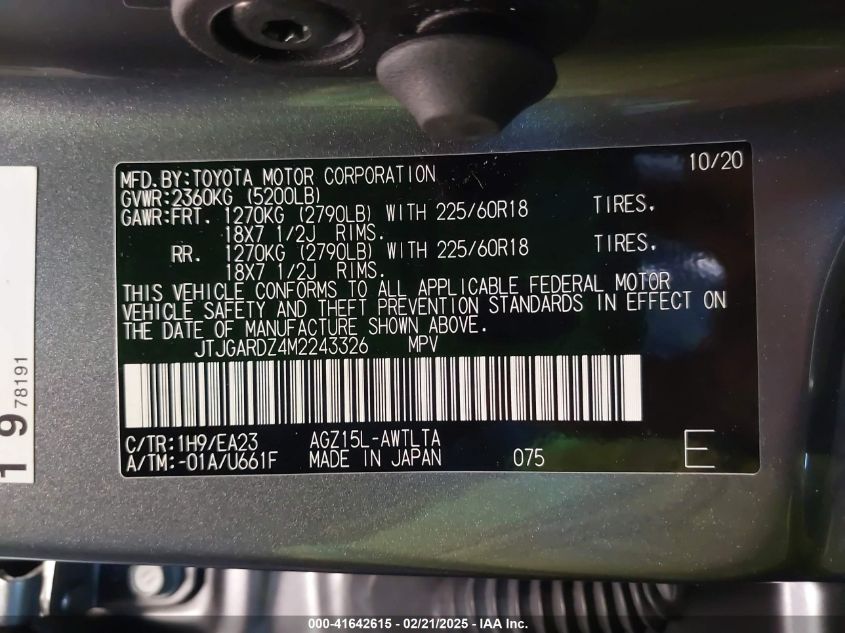 MFD.BY:TOYOTA MOTOR CORPORATION 10/20
GVWR:2360KG (5200LB)
GAWR:FRT. 1270KG (2790LB) WITH 225/60R18 TIRES.
18X7 1/2J RIMS.
RR. 1270KG (2790LB) WITH 225/60R18 TIRES.
18X7 1/2J RIMS.
THIS VEHICLE CONFORMS TO ALL APPLICABLE FEDERAL MOTOR
VEHICLE SAFETY AND THEFT PREVENTION STANDARDS IN EFFECT ON
THE DATE OF MANUFACTURE SHOWN ABOVE.
JTJGARDZ4M2243326 MPV
C/TR:1H9/EA23 AGZ15L-AWTLTA
A/TM:-01A/U661F MADE IN JAPAN 075 E
19 78191
000-41642615 - 02/21/2025 - IAA Inc.